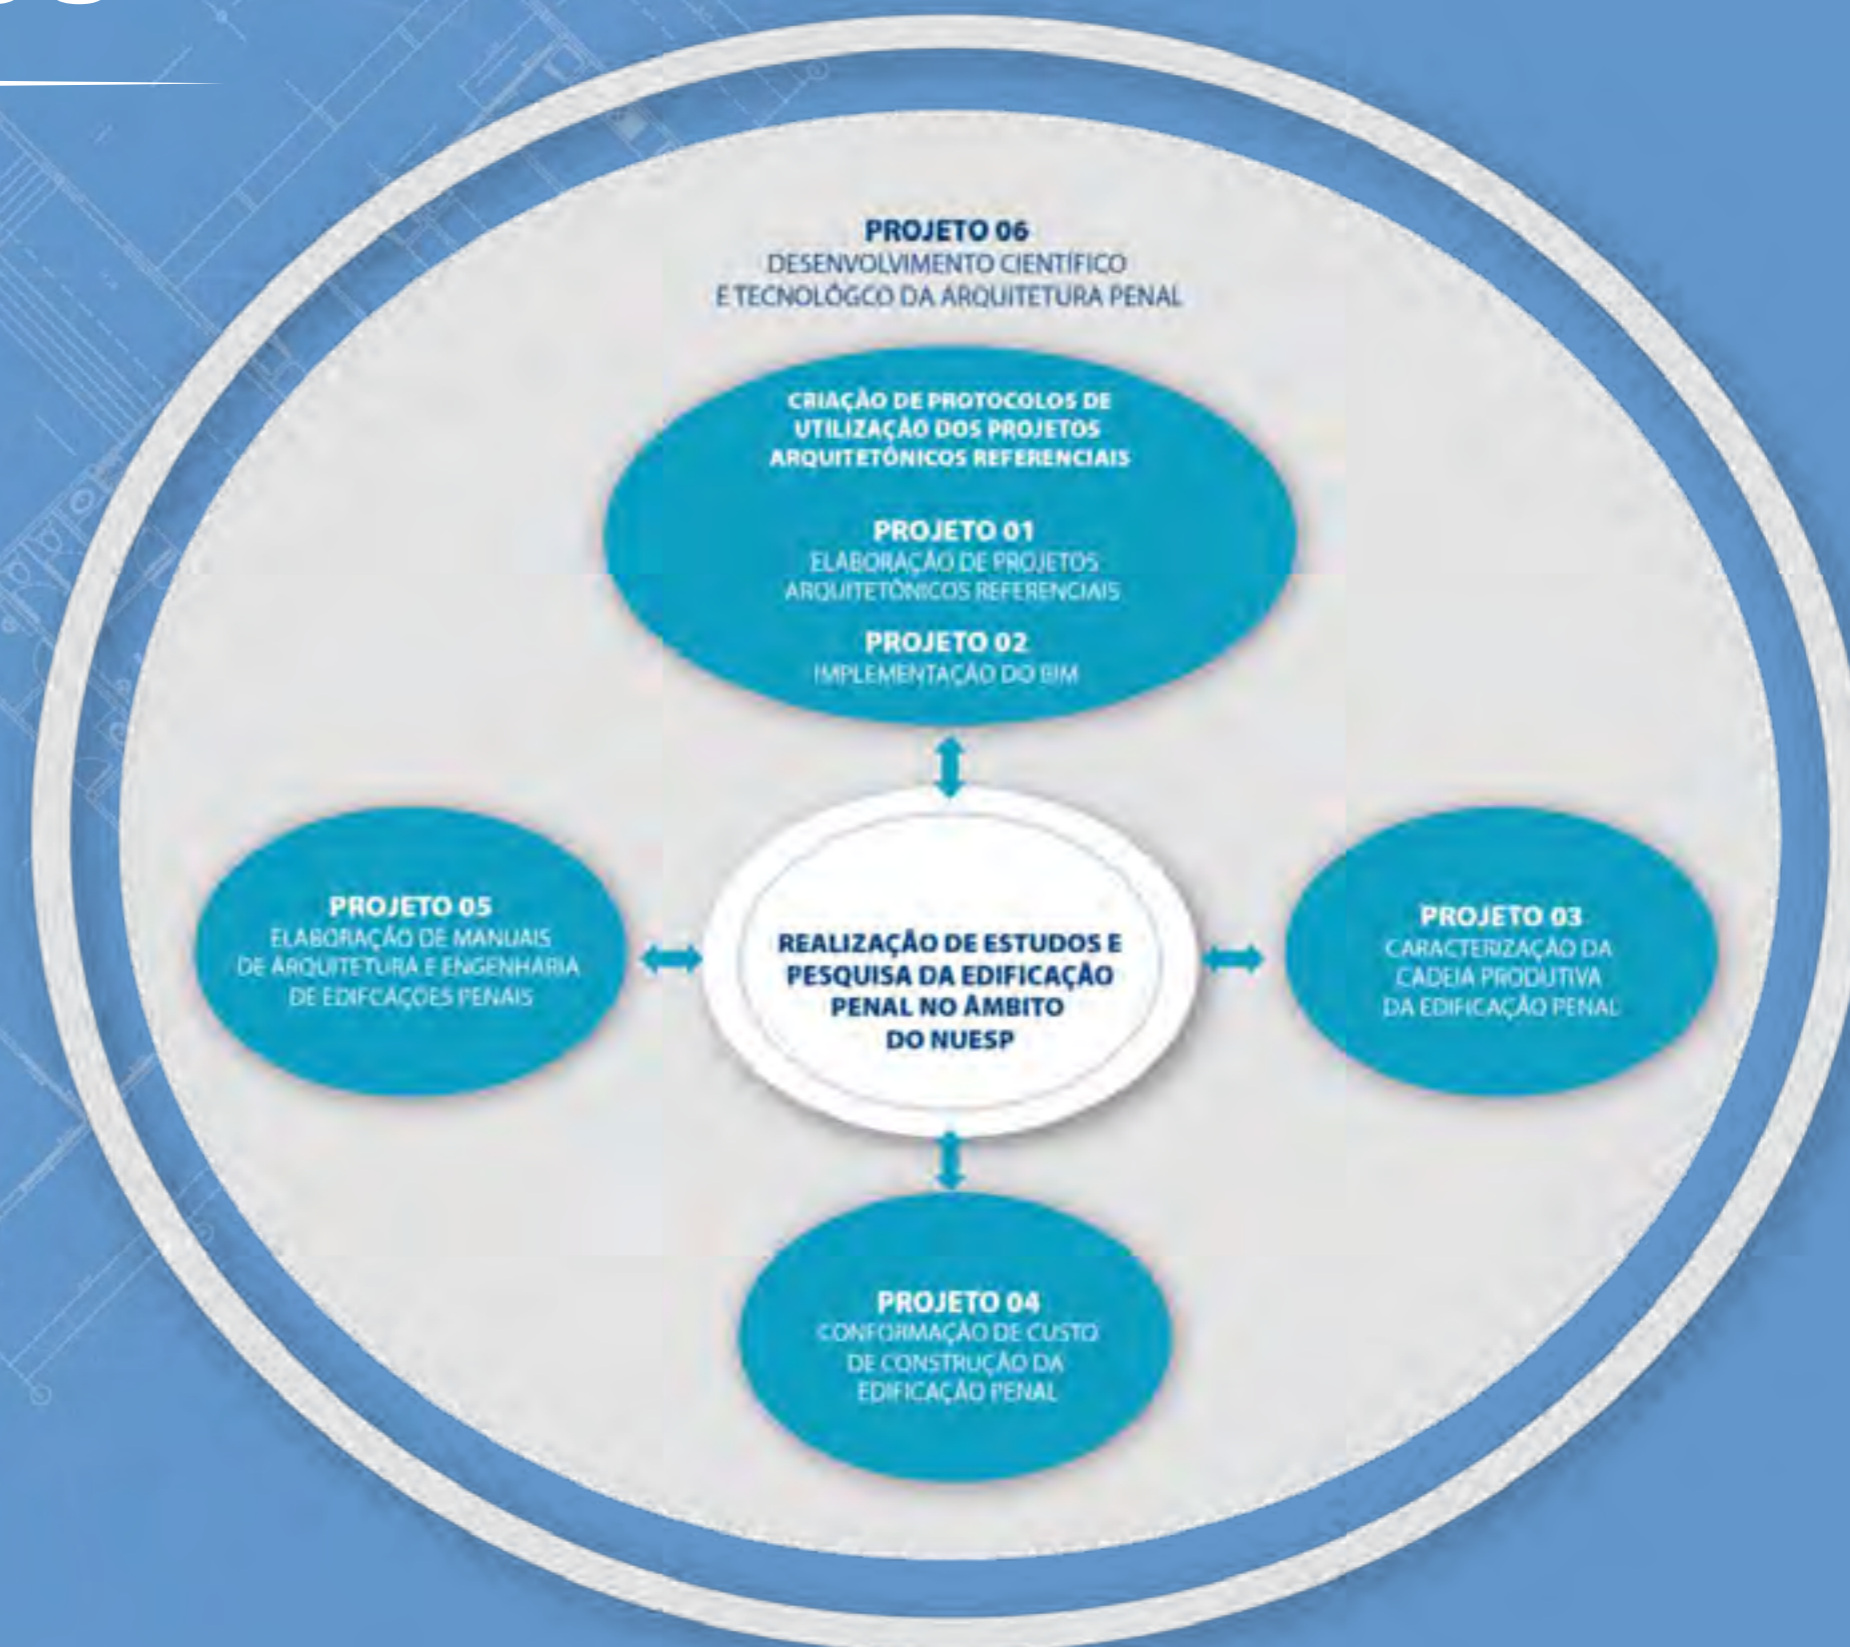 PROJETO 06
DESENVOLVIMENTO CIENTÍFICO
E TECNOLÓGCO DA ARQUITETURA PENAL
CRIAÇÃO DE PROTOCOLOS DE
UTILIZAÇÃO DOS PROJETOS
ARQUITETÔNICOS REFERENCIAIS
PROJETO 01
ELABORAÇÃO DE PROJETOS
ARQUITETÔNICOS REFERENCIAIS
PROJETO 02
IMPLEMENTAÇÃO DO BIM
PROJETO 05
ELABORAÇÃO DE MANUAIS
DE ARQUITETURA E ENGENHARIA
DE EDIFCAÇÕES PENAIS
REALIZAÇÃO DE ESTUDOS E
PESQUISA DA EDIFICAÇÃO
PENAL NO ÂMBITO
DO NUESP
PROJETO 03
CARACTERIZAÇÃO DA
CADEIA PRODUTIVA
DA EDIFICAÇÃO PENAL
PROJETO 04
CONFORMAÇÃO DE CUSTO
DE CONSTRUÇÃO DA
EDIFICAÇÃO PENAL